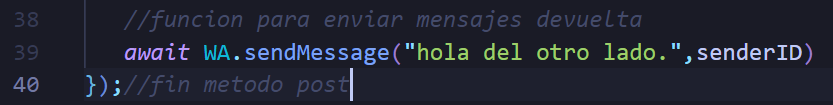 38 //funcion para enviar mensajes devuelta
39 await WA.sendMessage("hola del otro lado.",senderID)
40 });//fin metodo post